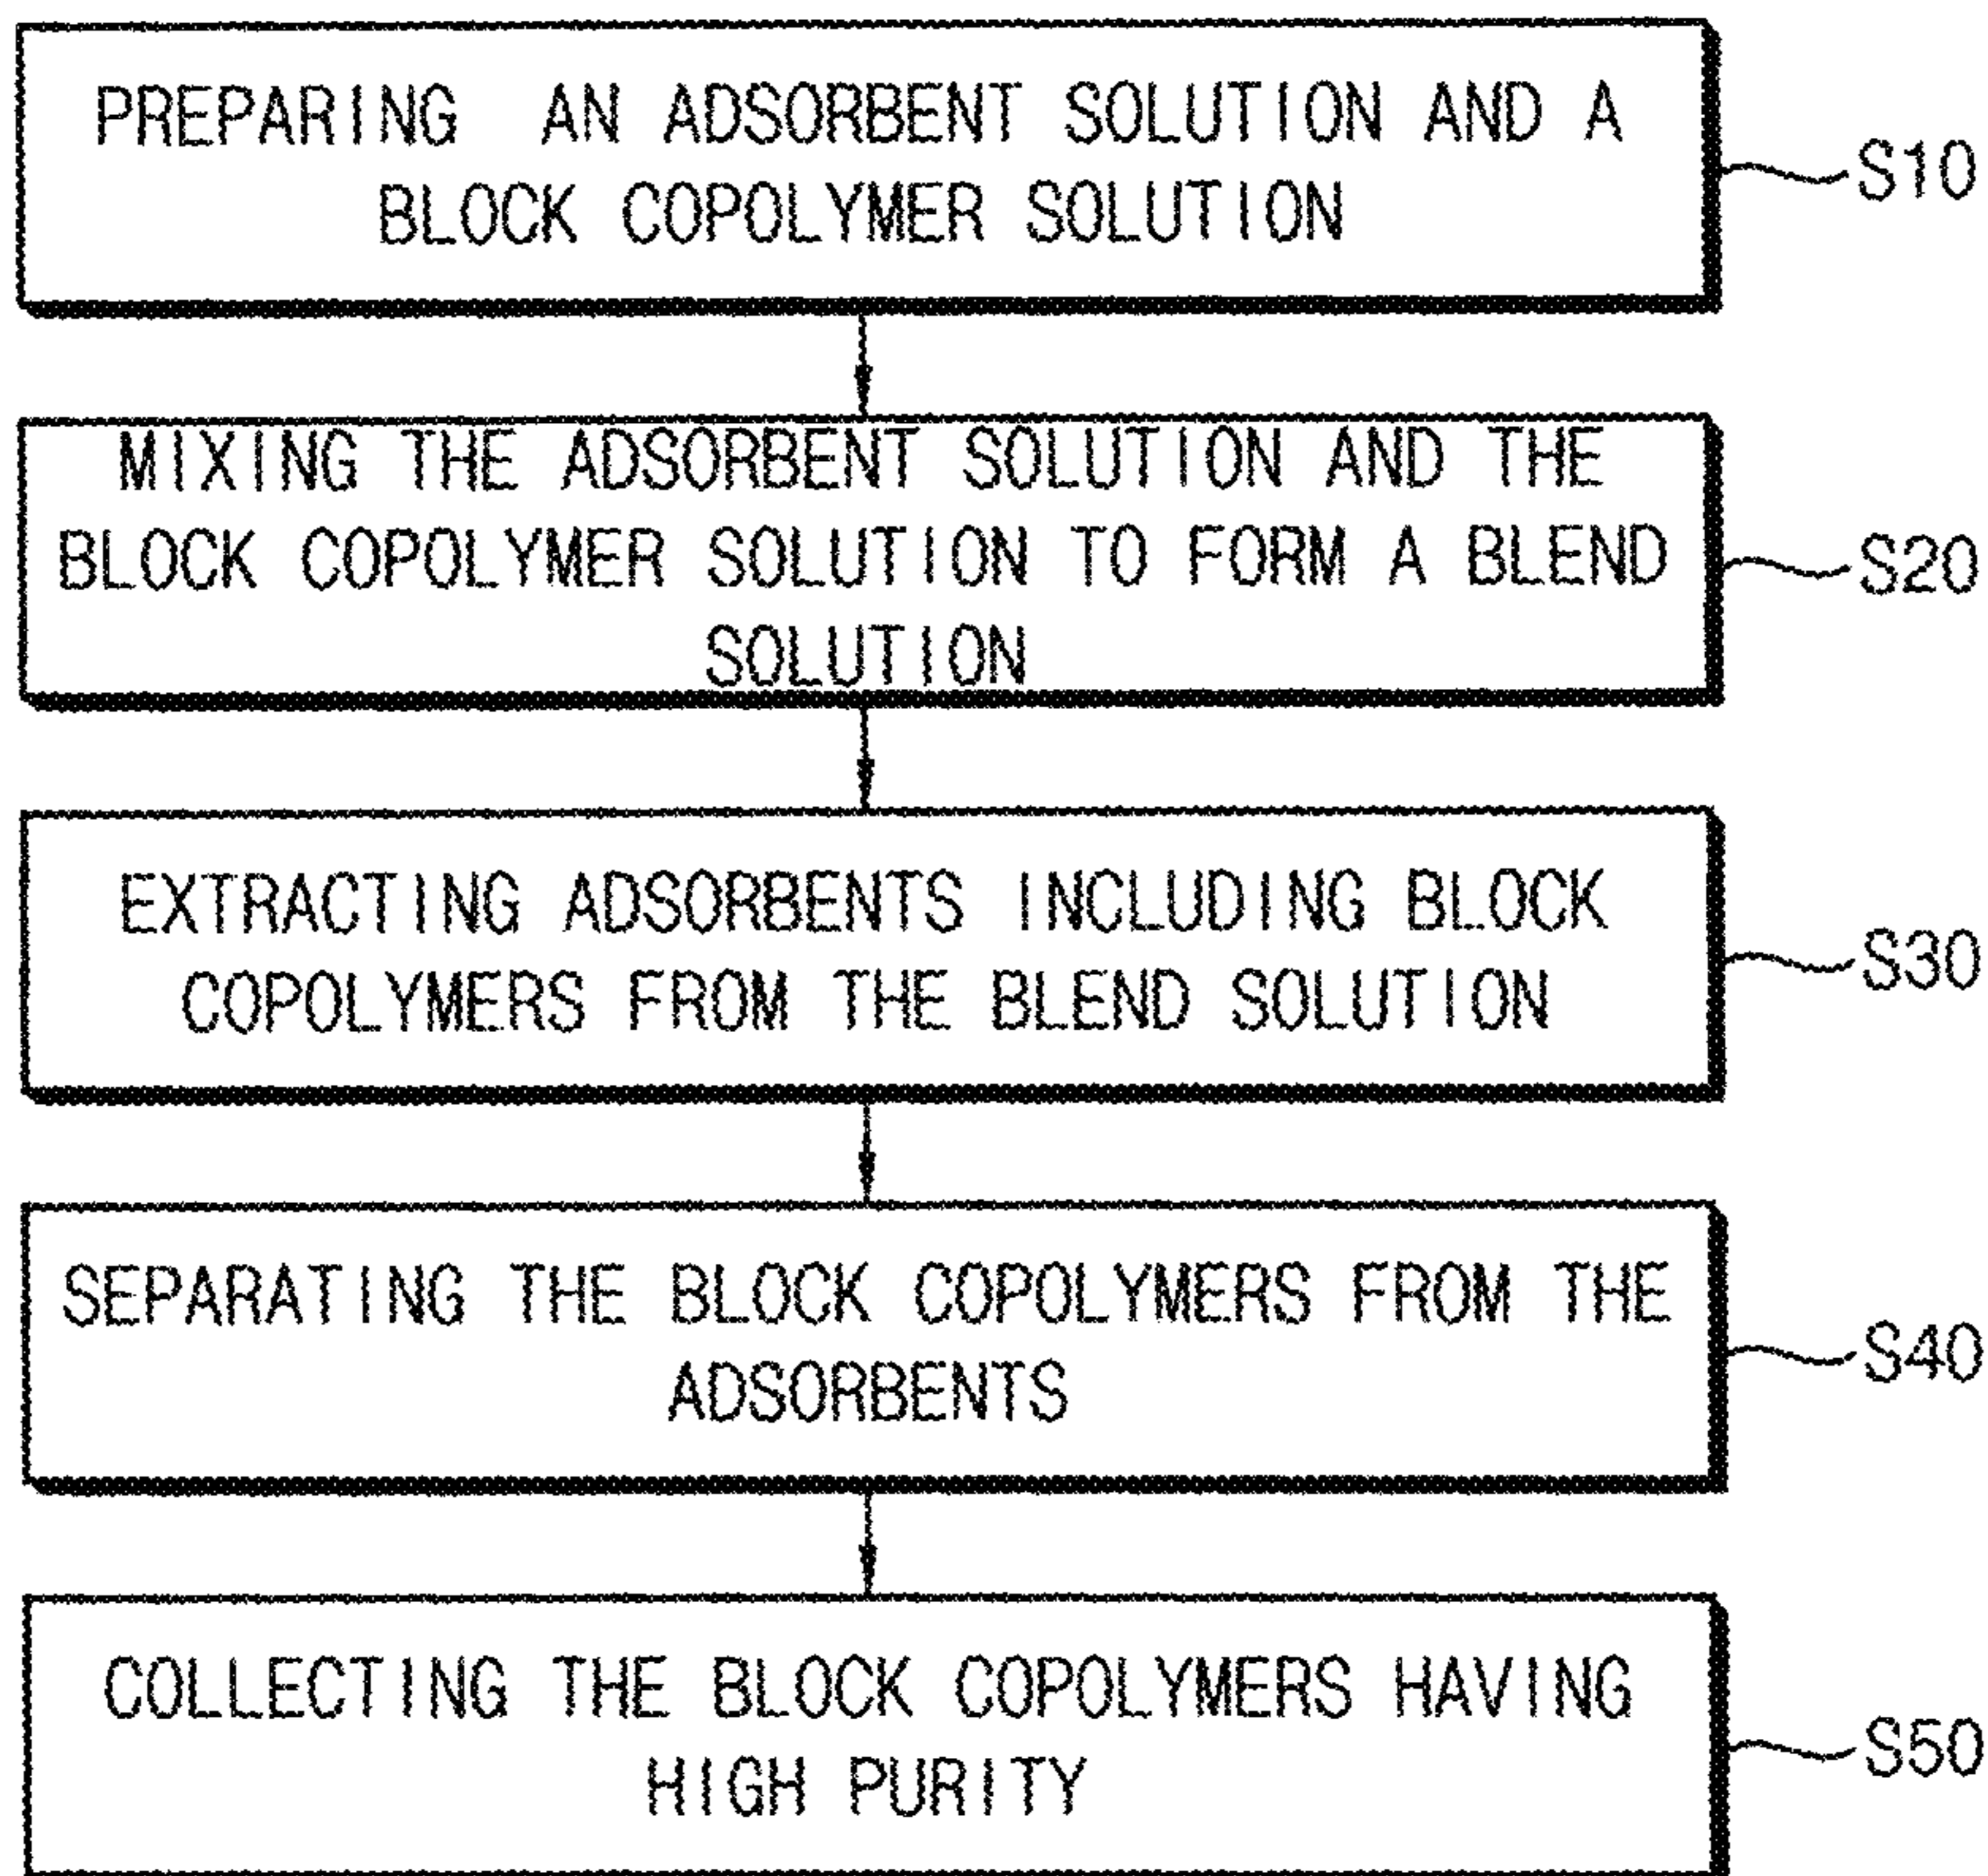 PREPARING AN ADSORBENT SOLUTION AND A
BLOCK COPOLYMER SOLUTION
S10
MIXING THE ADSORBENT SOLUTION AND THE
BLOCK COPOLYMER SOLUTION TO FORM A BLEND
SOLUTION
S20
EXTRACTING ADSORBENTS INCLUDING BLOCK
COPOLYMERS FROM THE BLEND SOLUTION
S30
SEPARATING THE BLOCK COPOLYMERS FROM THE
ADSORBENTS
S40
COLLECTING THE BLOCK COPOLYMERS HAVING
HIGH PURITY
S50